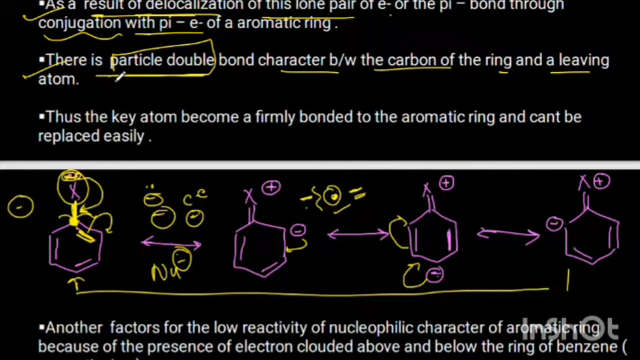 ▪As a result of delocalization of this lone pair of e- or the pi – bond through
conjugation with pi – e- of a aromatic ring .
▪There is particle double bond character b/w the carbon of the ring and a leaving
atom.
▪Thus the key atom become a firmly bonded to the aromatic ring and cant be
replaced easily .
X
X +
X +
X +
–
Nu –
–
–
–
▪Another factors for the low reactivity of nucleophilic character of aromatic ring
because of the presence of electron clouded above and below the ring of benzene (
InShot